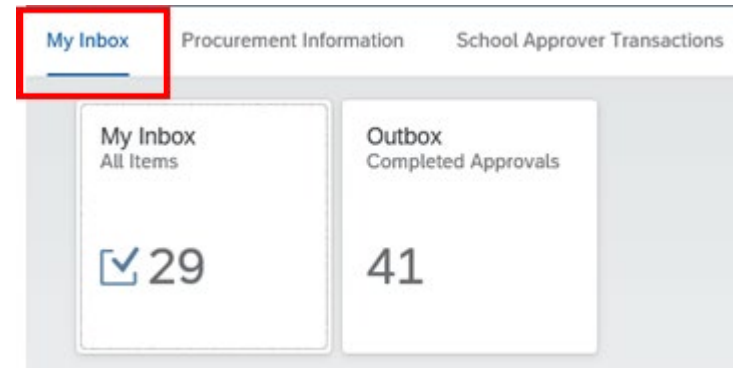 My Inbox Procurement Information School Approver Transactions
My Inbox
All Items
29
Outbox
Completed Approvals
41